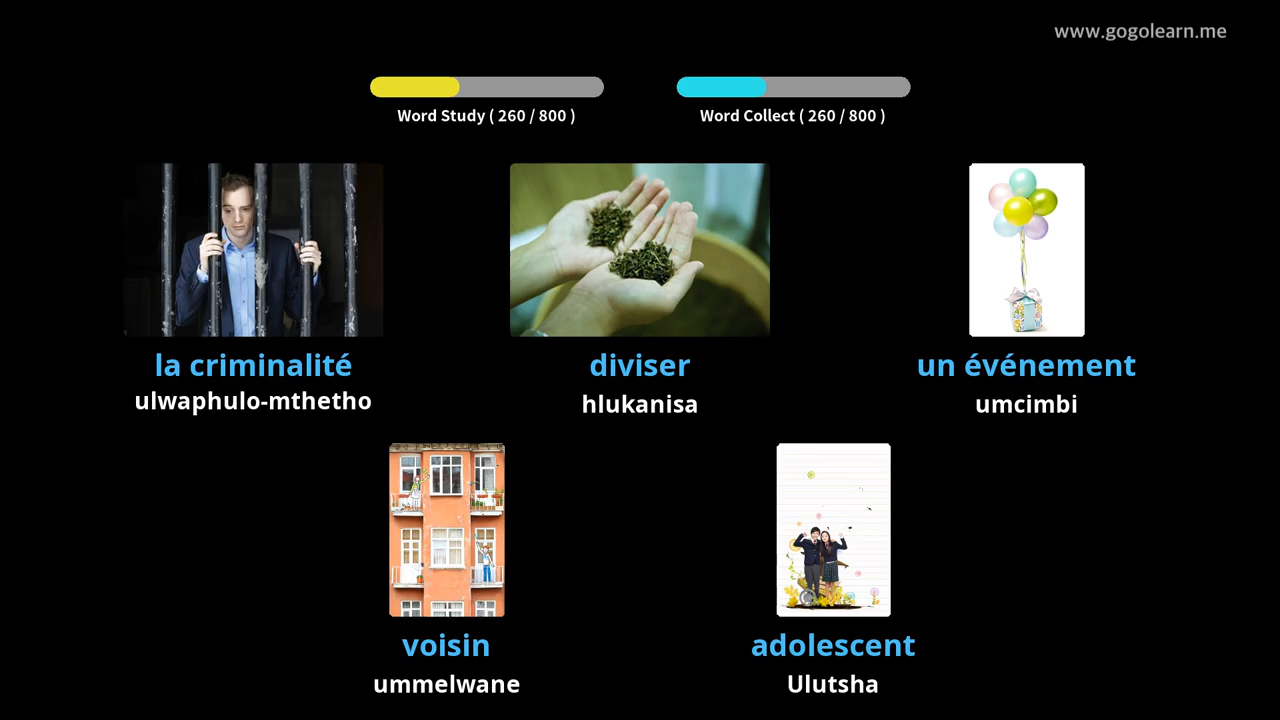 www.gogolearn.me
Word Study ( 260 / 800 )
Word Collect ( 260 / 800 )
la criminalité
ulwaphulo-mthetho
diviser
hlukanisa
un événement
umcimbi
voisin
ummelwane
adolescent
Ulutsha